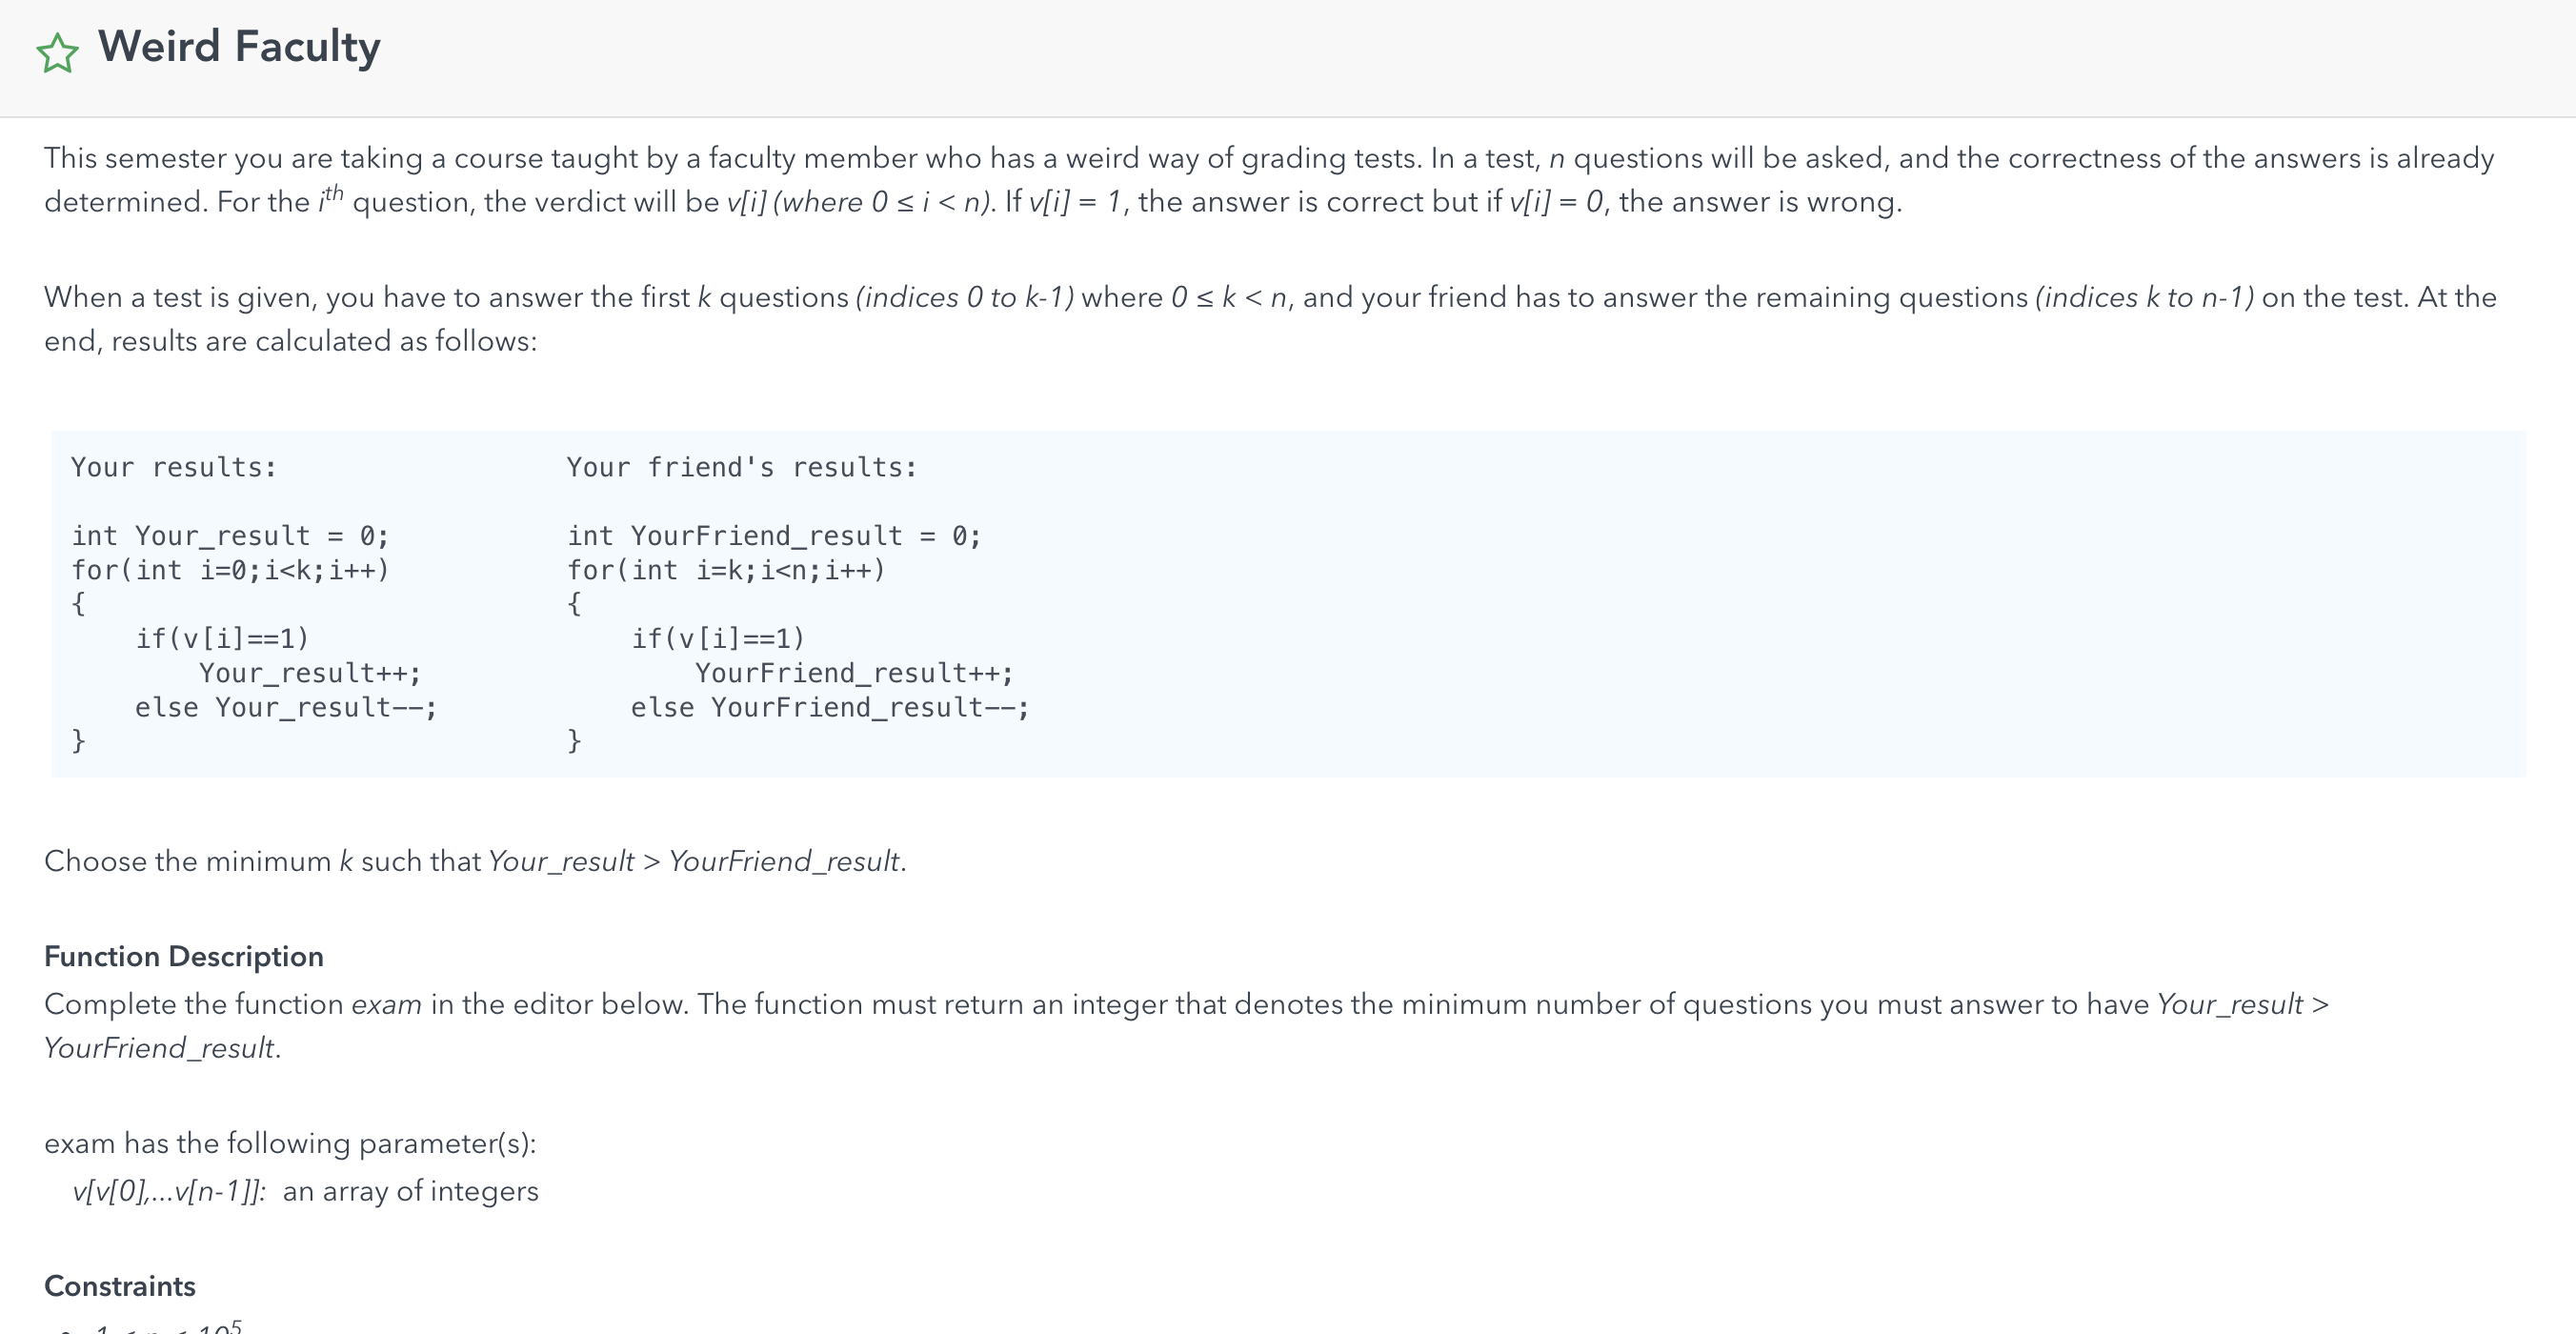 Weird Faculty
This semester you are taking a course taught by a faculty member who has a weird way of grading tests. In a test, n questions will be asked, and the correctness of the answers is already
determined. For the ith question, the verdict will be v[i] (where 0 ≤ i < n). If v[i] = 1, the answer is correct but if v[i] = 0, the answer is wrong.
When a test is given, you have to answer the first k questions (indices 0 to k-1) where 0 ≤ k < n, and your friend has to answer the remaining questions (indices k to n-1) on the test. At the
end, results are calculated as follows:
Your results: Your friend's results:
int Your_result = 0; int YourFriend_result = 0;
for(int i=0;i<k;i++) for(int i=k;i<n;i++)
{ {
if(v[i]==1) if(v[i]==1)
Your_result++; YourFriend_result++;
else Your_result--; else YourFriend_result--;
} }
Choose the minimum k such that Your_result > YourFriend_result.
Function Description
Complete the function exam in the editor below. The function must return an integer that denotes the minimum number of questions you must answer to have Your_result >
YourFriend_result.
exam has the following parameter(s):
v[v[0],...v[n-1]]: an array of integers
Constraints